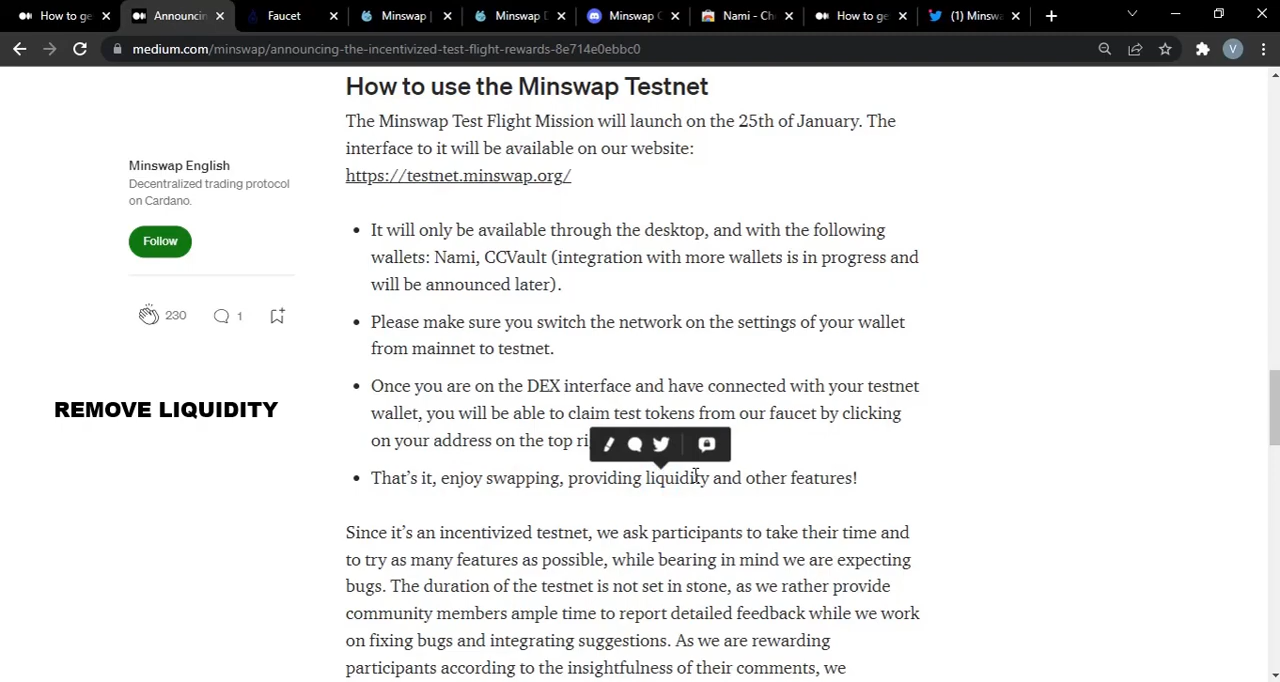 How to ge
Announcin
Faucet
Minswap |
Minswap D
Minswap C
Nami - Ch
How to ge
(1) Minsw
medium.com/minswap/announcing-the-incentivized-test-flight-rewards-8e714e0ebbc0
V
How to use the Minswap Testnet
The Minswap Test Flight Mission will launch on the 25th of January. The
interface to it will be available on our website:
https://testnet.minswap.org/
Minswap English
Decentralized trading protocol
on Cardano.
Follow
230
1
REMOVE LIQUIDITY
• It will only be available through the desktop, and with the following
wallets: Nami, CCVault (integration with more wallets is in progress and
will be announced later).
• Please make sure you switch the network on the settings of your wallet
from mainnet to testnet.
• Once you are on the DEX interface and have connected with your testnet
wallet, you will be able to claim test tokens from our faucet by clicking
on your address on the top ri
• That's it, enjoy swapping, providing liquidity and other features!
Since it's an incentivized testnet, we ask participants to take their time and
to try as many features as possible, while bearing in mind we are expecting
bugs. The duration of the testnet is not set in stone, as we rather provide
community members ample time to report detailed feedback while we work
on fixing bugs and integrating suggestions. As we are rewarding
participants according to the insightfulness of their comments, we